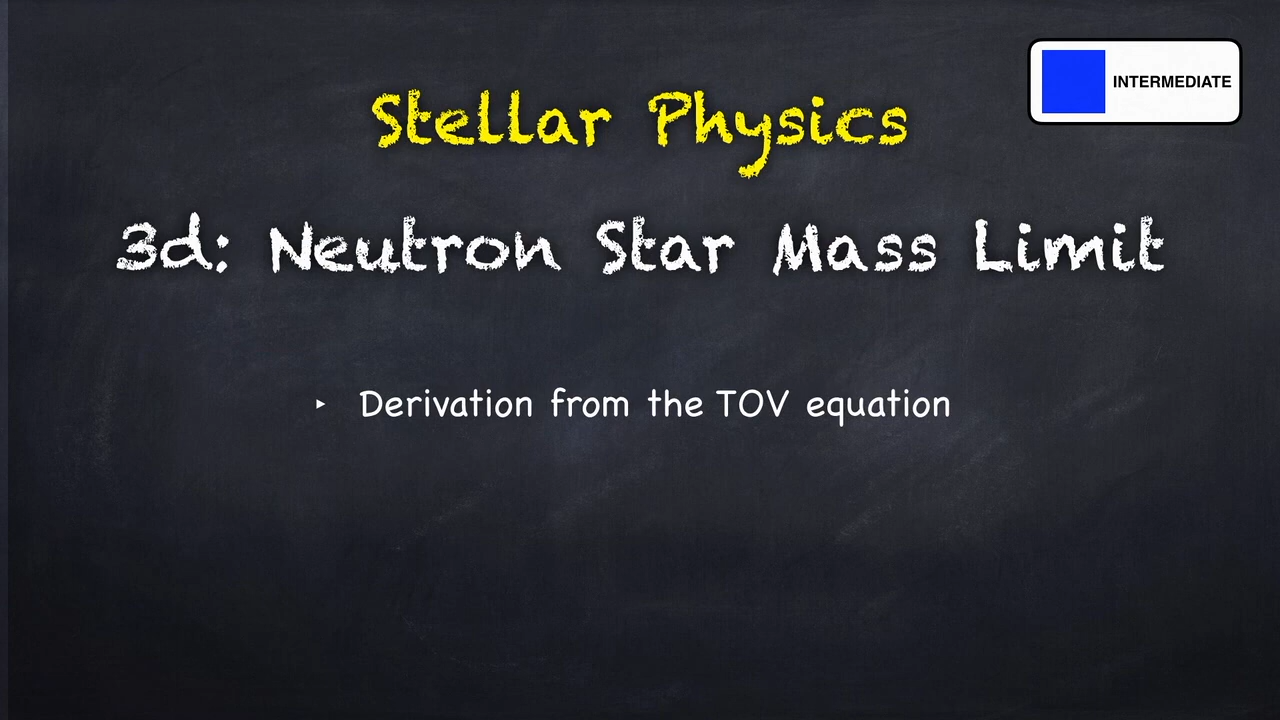 INTERMEDIATE
Stellar Physics
3d: Neutron Star Mass Limit
‣ Derivation from the TOV equation